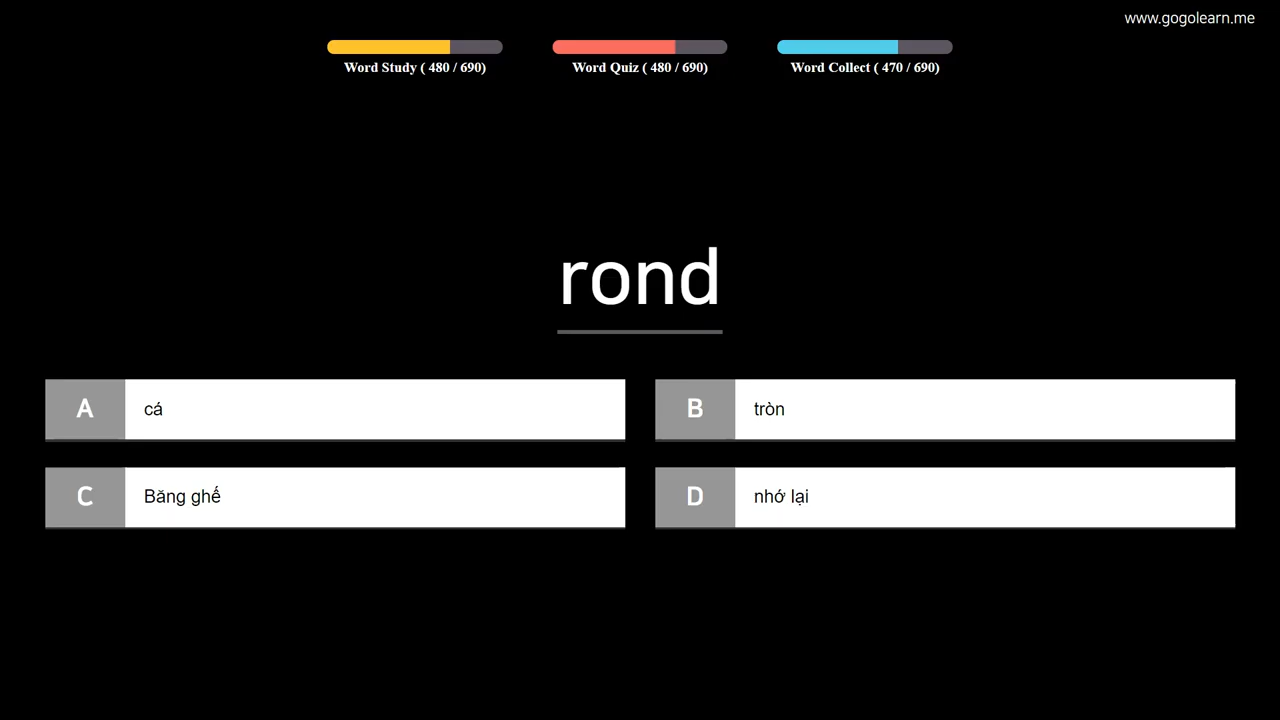 www.gogolearn.me
Word Study ( 480 / 690)
Word Quiz ( 480 / 690)
Word Collect ( 470 / 690)
rond
A cá
B tròn
C Băng ghế
D nhớ lại